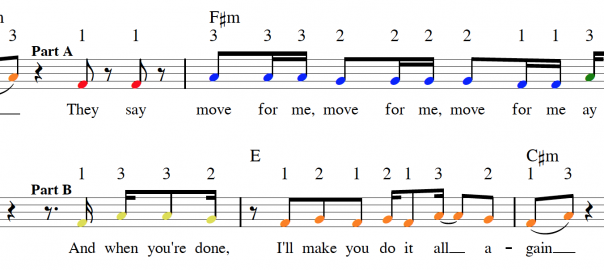 m F♯m
3 1 1 3 3 3 2 2 2 1 1 3
Part A
They say move for me, move for me, move for me ay
E C♯m
1 3 3 2 1 2 1 2 1 3 2 1 3
Part B
And when you're done, I'll make you do it all a - gain